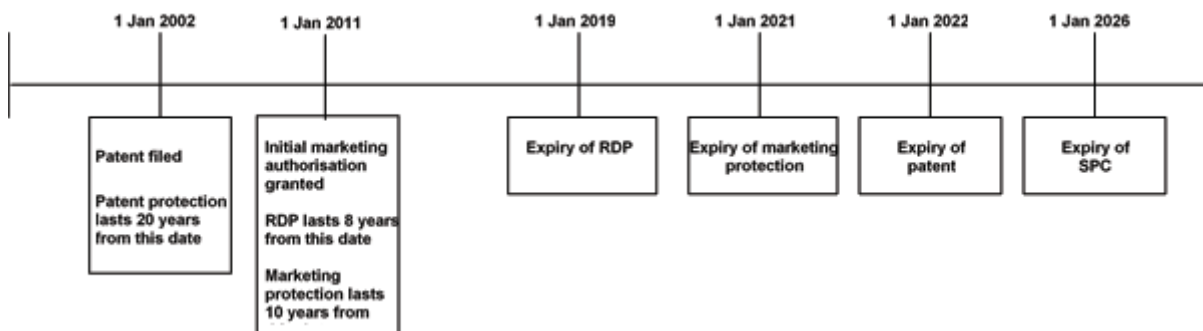 1 Jan 2002
1 Jan 2011
1 Jan 2019
1 Jan 2021
1 Jan 2022
1 Jan 2026
Patent filed
Patent protection
lasts 20 years
from this date
Initial marketing
authorisation
granted
RDP lasts 8 years
from this date
Marketing
protection lasts
10 years from
Expiry of RDP
Expiry of marketing
protection
Expiry of
patent
Expiry of
SPC